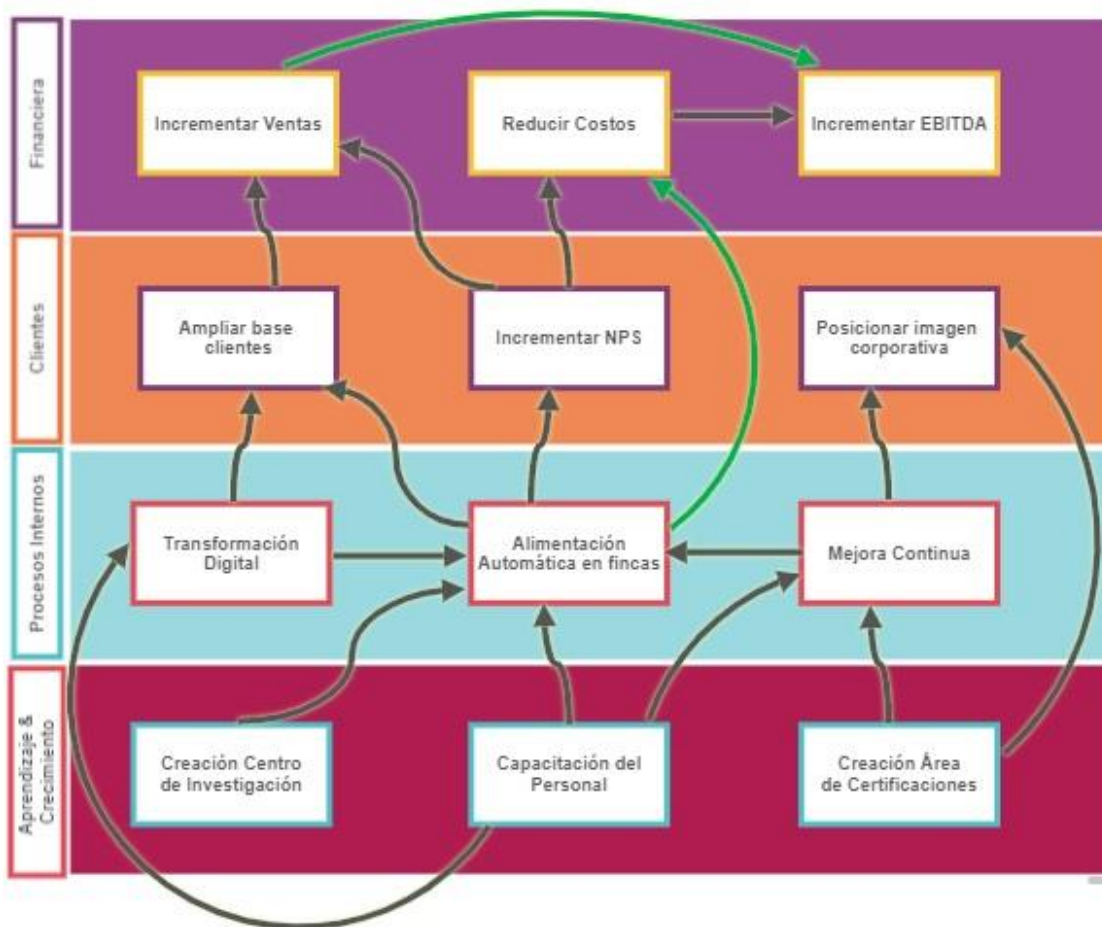 Financiera
Incrementar Ventas
Reducir Costos
Incrementar EBITDA
Clientes
Ampliar base
clientes
Incrementar NPS
Posicionar imagen
corporativa
Procesos Internos
Transformación
Digital
Alimentación
Automática en fincas
Mejora Continua
Aprendizaje &
Crecimiento
Creación Centro
de Investigación
Capacitación del
Personal
Creación Área
de Certificaciones